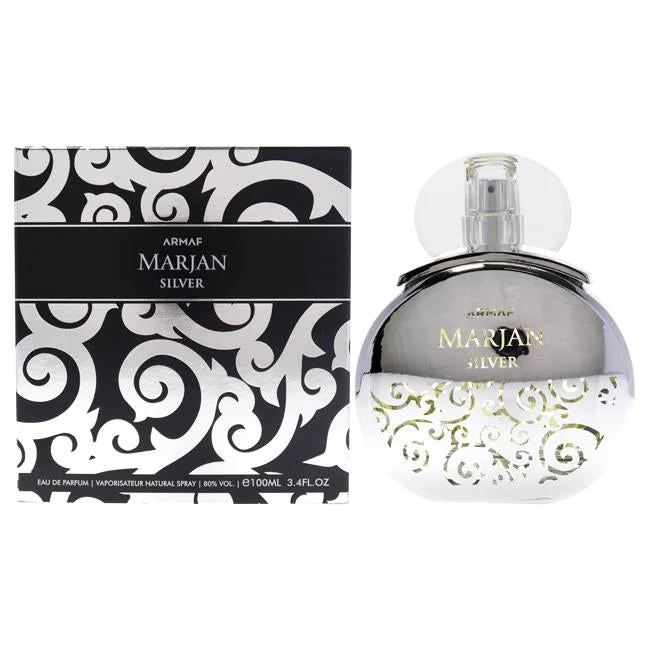 ARMAF
MARJAN
SILVER
EAU DE PARFUM | VAPORISATEUR NATURAL SPRAY | 80% VOL. | ℮100ML 3.4FL.OZ
ARMAF
MARJAN
SILVER